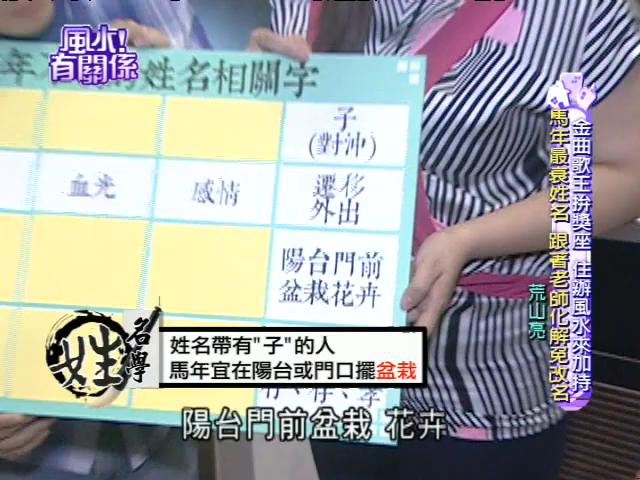 風水!
有關係
年
的姓名相關字
子
(對沖)
血光
感情
遷移
外出
陽台門前
盆栽花卉
金曲歌王拚獎座 住辦風水來加持
馬年最衰姓名 跟著老師化解免改名
荒山亮
姓
名學
姓名帶有"子"的人
馬年宜在陽台或門口擺盆栽
陽台門前盆栽 花卉